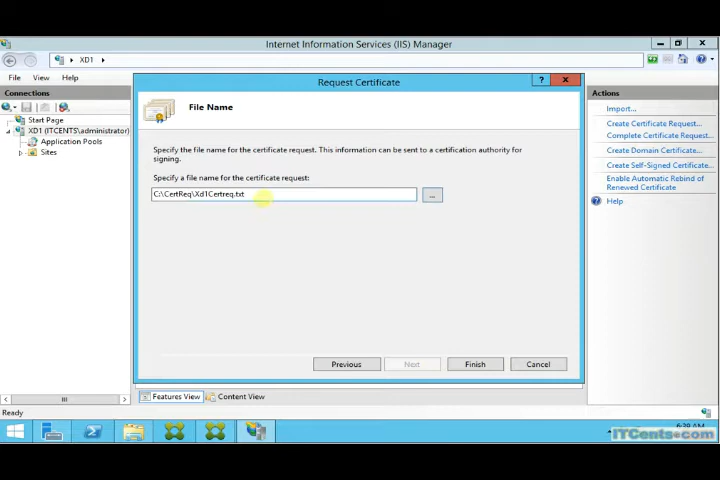 Internet Information Services (IIS) Manager
XD1
File View Help
Connections
Start Page
XD1 (ITCENTS\administrator)
Application Pools
Sites
Request Certificate
?
File Name
Specify the file name for the certificate request. This information can be sent to a certification authority for
signing.
Specify a file name for the certificate request:
C:\CertReq\Xd1Certreq.txt
...
Previous
Next
Finish
Cancel
Actions
Import...
Create Certificate Request...
Complete Certificate Request...
Create Domain Certificate...
Create Self-Signed Certificate...
Enable Automatic Rebind of
Renewed Certificate
Help
Features View
Content View
Ready
6:39 AM
ITCents.com